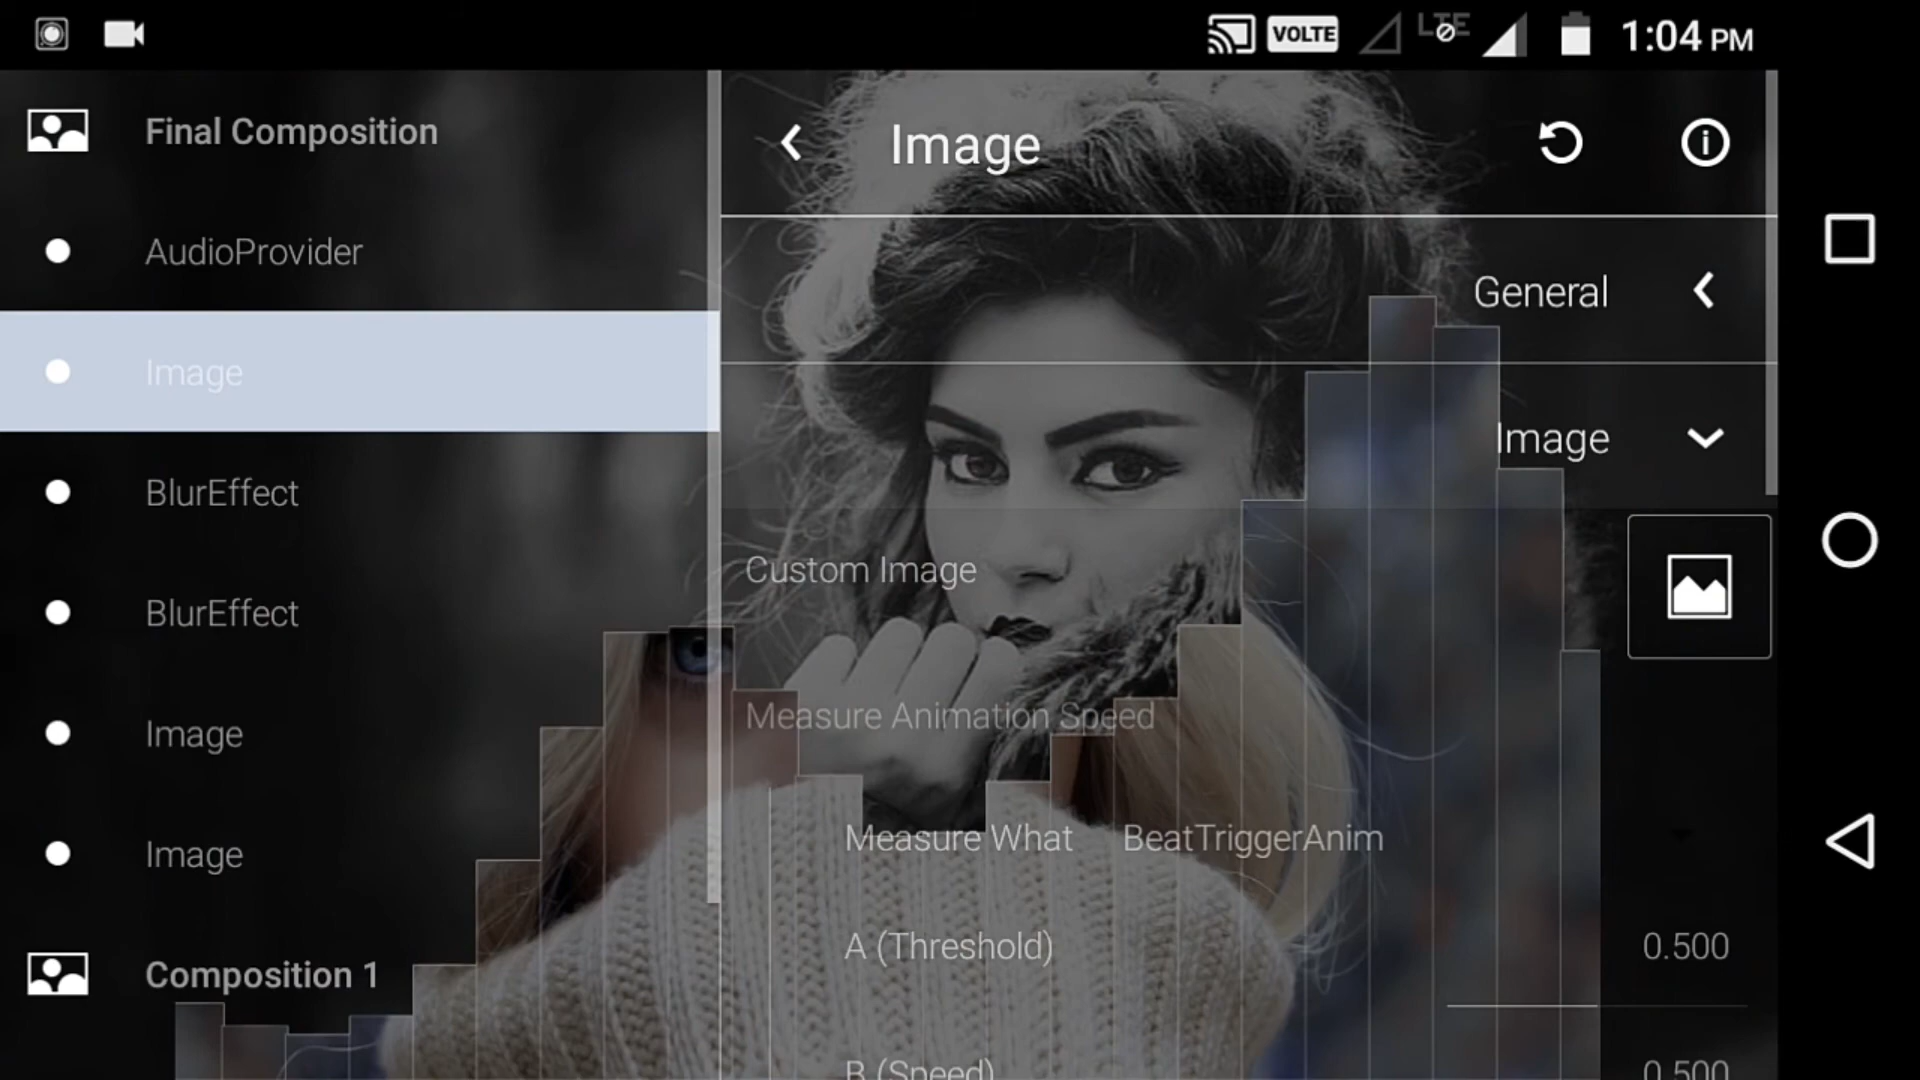 VOLTE LTE 1:04 PM
Final Composition
AudioProvider
Image
BlurEffect
BlurEffect
Image
Image
Composition 1
Image
General
Image
Custom Image
Measure Animation Speed
Measure What BeatTriggerAnim
A (Threshold) 0.500
B (Speed) 0.500